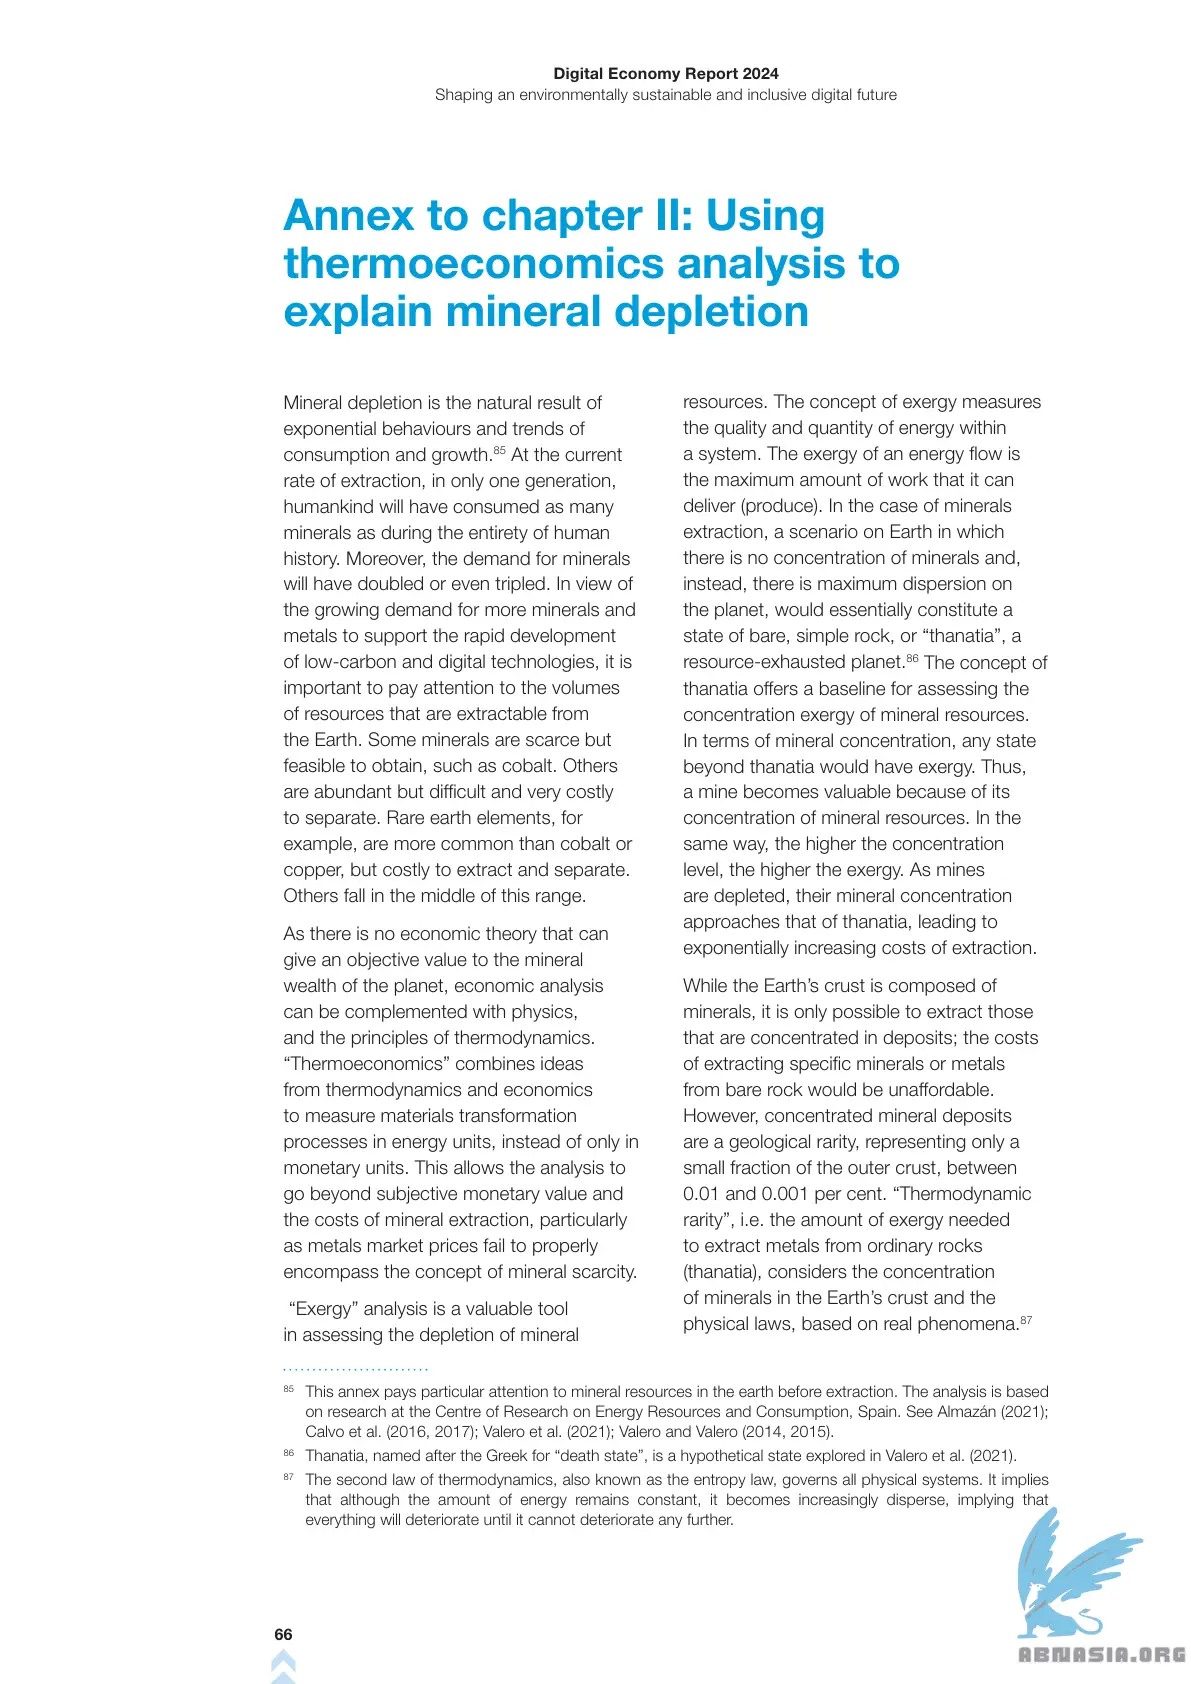 Digital Economy Report 2024
Shaping an environmentally sustainable and inclusive digital future
Annex to chapter II: Using
thermoeconomics analysis to
explain mineral depletion
Mineral depletion is the natural result of
exponential behaviours and trends of
consumption and growth.85 At the current
rate of extraction, in only one generation,
humankind will have consumed as many
minerals as during the entirety of human
history. Moreover, the demand for minerals
will have doubled or even tripled. In view of
the growing demand for more minerals and
metals to support the rapid development
of low-carbon and digital technologies, it is
important to pay attention to the volumes
of resources that are extractable from
the Earth. Some minerals are scarce but
feasible to obtain, such as cobalt. Others
are abundant but difficult and very costly
to separate. Rare earth elements, for
example, are more common than cobalt or
copper, but costly to extract and separate.
Others fall in the middle of this range.
As there is no economic theory that can
give an objective value to the mineral
wealth of the planet, economic analysis
can be complemented with physics,
and the principles of thermodynamics.
“Thermoeconomics” combines ideas
from thermodynamics and economics
to measure materials transformation
processes in energy units, instead of only in
monetary units. This allows the analysis to
go beyond subjective monetary value and
the costs of mineral extraction, particularly
as metals market prices fail to properly
encompass the concept of mineral scarcity.
“Exergy” analysis is a valuable tool
in assessing the depletion of mineral
resources. The concept of exergy measures
the quality and quantity of energy within
a system. The exergy of an energy flow is
the maximum amount of work that it can
deliver (produce). In the case of minerals
extraction, a scenario on Earth in which
there is no concentration of minerals and,
instead, there is maximum dispersion on
the planet, would essentially constitute a
state of bare, simple rock, or “thanatia”, a
resource-exhausted planet.86 The concept of
thanatia offers a baseline for assessing the
concentration exergy of mineral resources.
In terms of mineral concentration, any state
beyond thanatia would have exergy. Thus,
a mine becomes valuable because of its
concentration of mineral resources. In the
same way, the higher the concentration
level, the higher the exergy. As mines
are depleted, their mineral concentration
approaches that of thanatia, leading to
exponentially increasing costs of extraction.
While the Earth’s crust is composed of
minerals, it is only possible to extract those
that are concentrated in deposits; the costs
of extracting specific minerals or metals
from bare rock would be unaffordable.
However, concentrated mineral deposits
are a geological rarity, representing only a
small fraction of the outer crust, between
0.01 and 0.001 per cent. “Thermodynamic
rarity”, i.e. the amount of exergy needed
to extract metals from ordinary rocks
(thanatia), considers the concentration
of minerals in the Earth’s crust and the
physical laws, based on real phenomena.87
85 This annex pays particular attention to mineral resources in the earth before extraction. The analysis is based
on research at the Centre of Research on Energy Resources and Consumption, Spain. See Almazán (2021);
Calvo et al. (2016, 2017); Valero et al. (2021); Valero and Valero (2014, 2015).
86 Thanatia, named after the Greek for “death state”, is a hypothetical state explored in Valero et al. (2021).
87 The second law of thermodynamics, also known as the entropy law, governs all physical systems. It implies
that although the amount of energy remains constant, it becomes increasingly disperse, implying that
everything will deteriorate until it cannot deteriorate any further.
66
ABNASIA.ORG